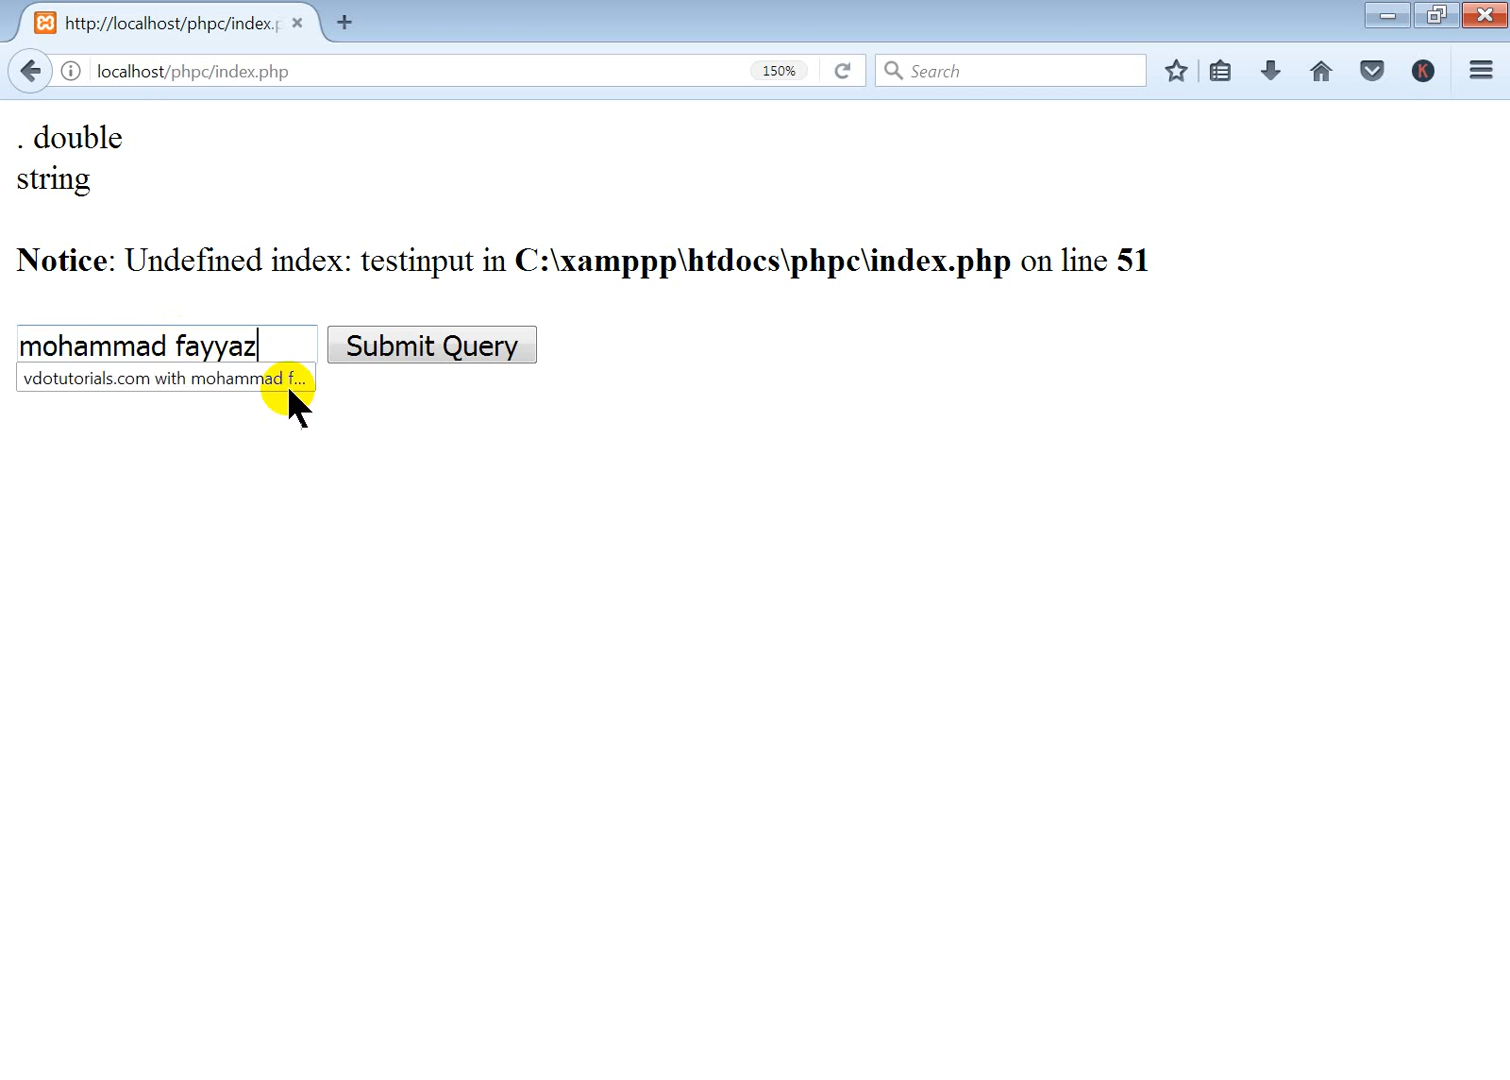 http://localhost/phpc/index.p
localhost/phpc/index.php
150%
Search
K
. double
string
Notice: Undefined index: testinput in C:\xamppp\htdocs\phpc\index.php on line 51
mohammad fayyaz
Submit Query
vdotutorials.com with mohammad f...